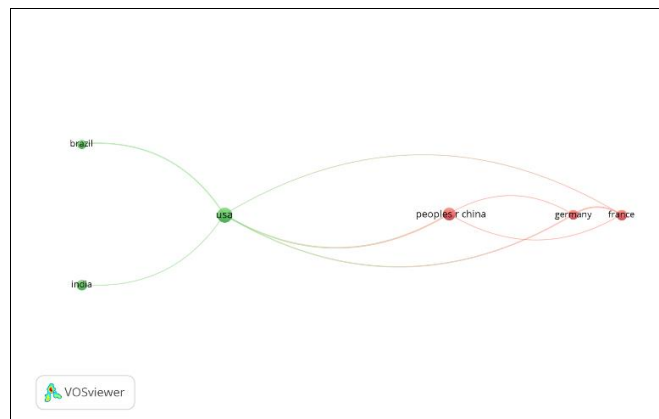 brazil
usa
peoples r china
germany
france
india
VOSviewer